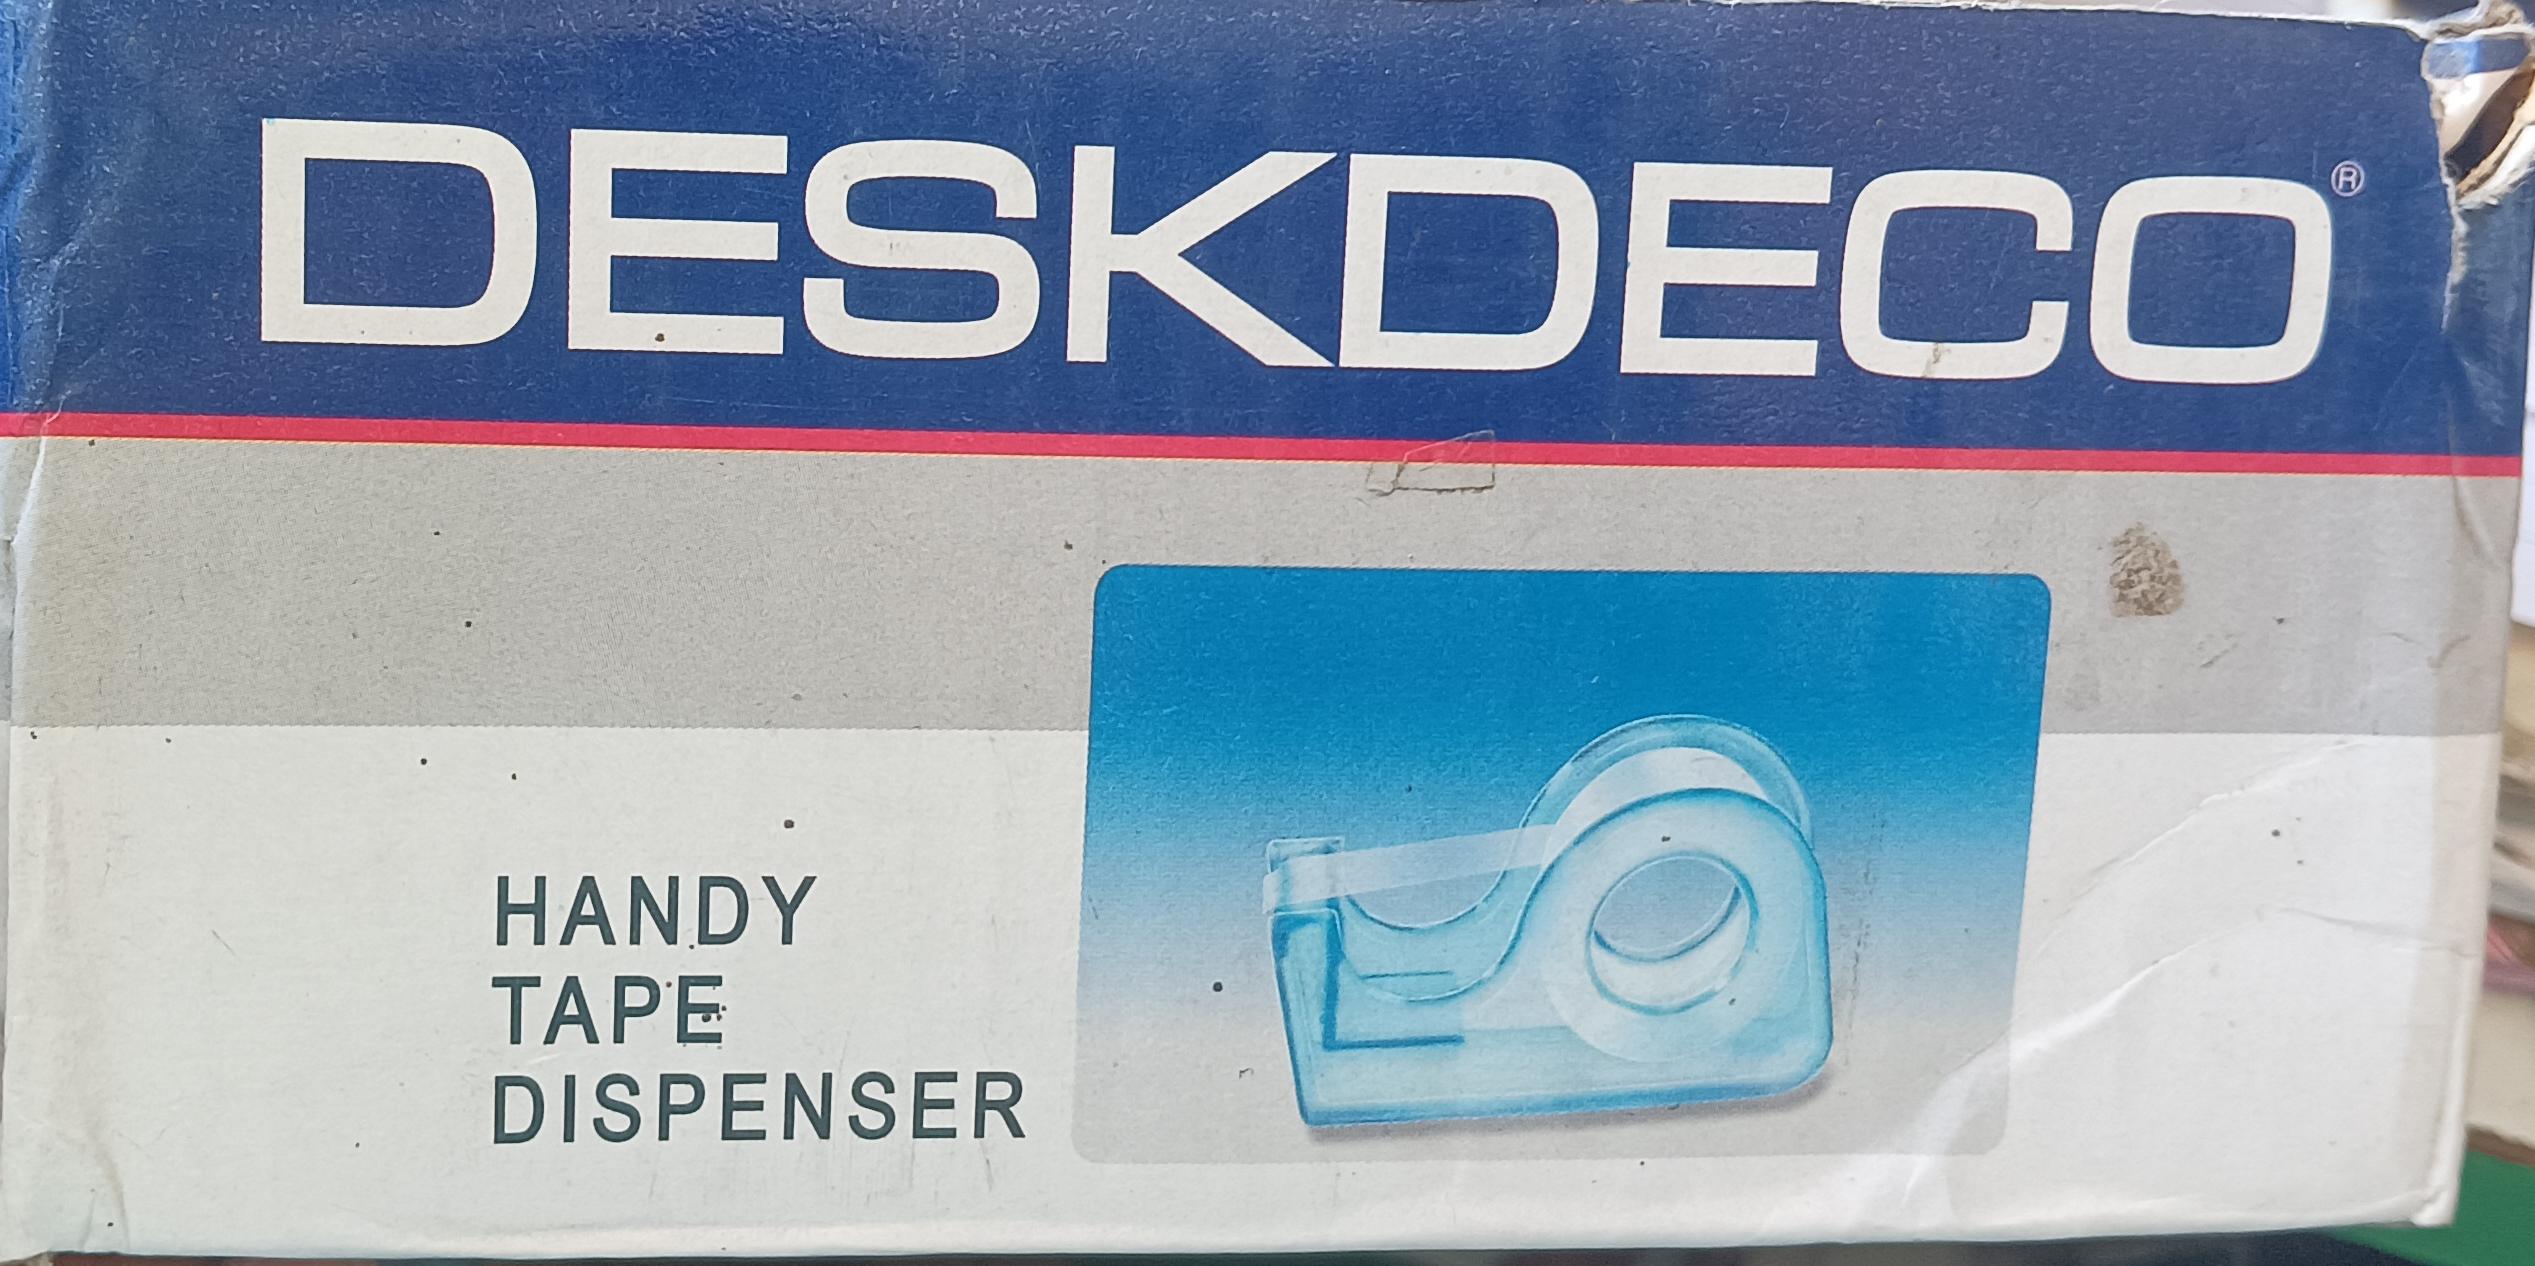 DESKDECO®
HANDY
TAPE
DISPENSER